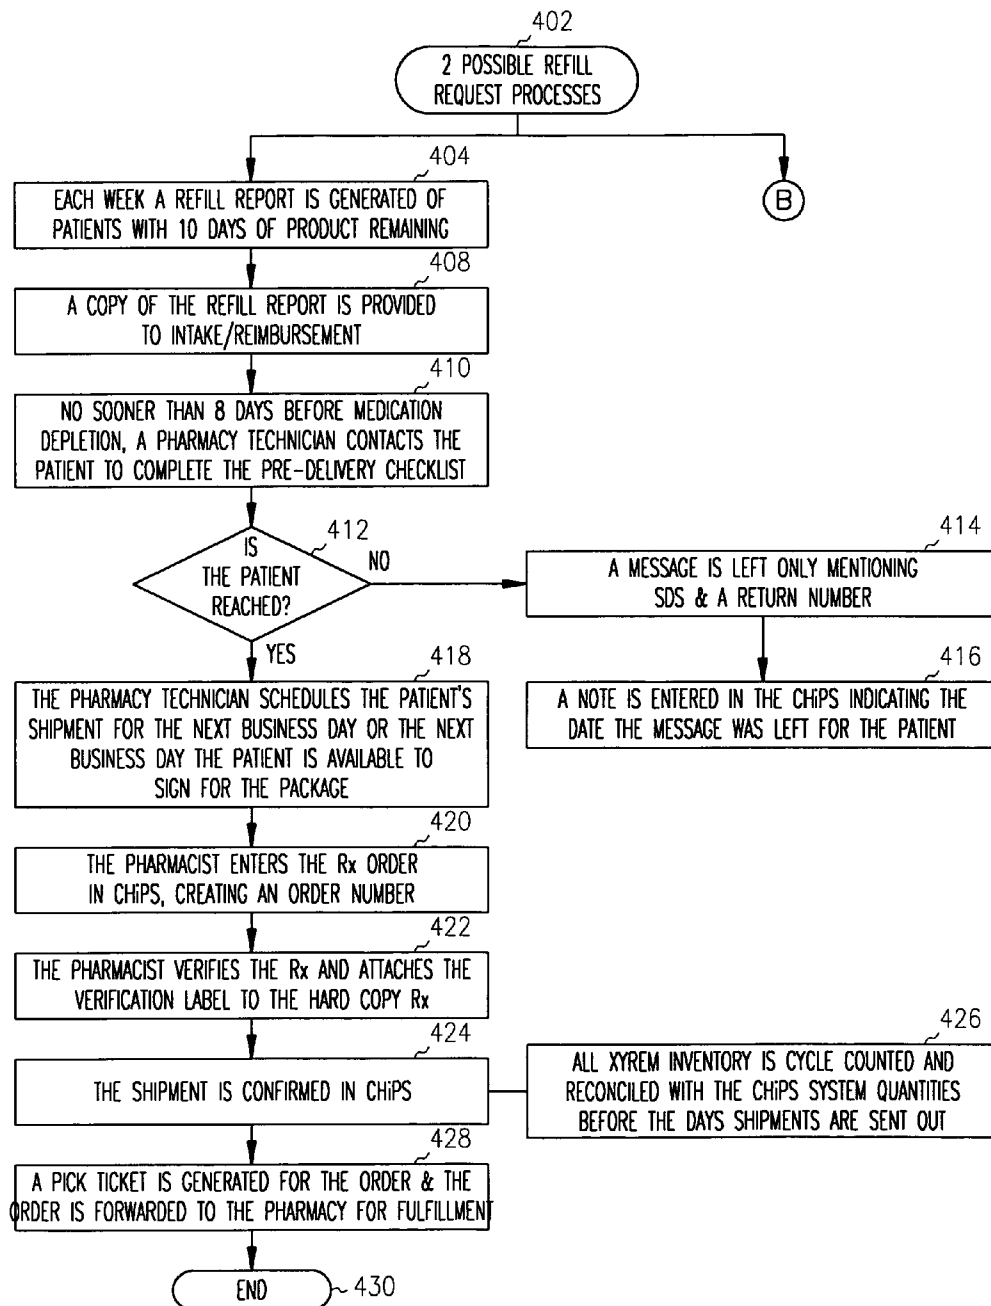 402
2 POSSIBLE REFILL
REQUEST PROCESSES
404
EACH WEEK A REFILL REPORT IS GENERATED OF
PATIENTS WITH 10 DAYS OF PRODUCT REMAINING
B
408
A COPY OF THE REFILL REPORT IS PROVIDED
TO INTAKE/REIMBURSEMENT
410
NO SOONER THAN 8 DAYS BEFORE MEDICATION
DEPLETION, A PHARMACY TECHNICIAN CONTACTS THE
PATIENT TO COMPLETE THE PRE-DELIVERY CHECKLIST
412
IS
THE PATIENT
REACHED?
NO
YES
414
A MESSAGE IS LEFT ONLY MENTIONING
SDS & A RETURN NUMBER
416
A NOTE IS ENTERED IN THE CHiPS INDICATING THE
DATE THE MESSAGE WAS LEFT FOR THE PATIENT
418
THE PHARMACY TECHNICIAN SCHEDULES THE PATIENT'S
SHIPMENT FOR THE NEXT BUSINESS DAY OR THE NEXT
BUSINESS DAY THE PATIENT IS AVAILABLE TO
SIGN FOR THE PACKAGE
420
THE PHARMACIST ENTERS THE Rx ORDER
IN CHiPS, CREATING AN ORDER NUMBER
422
THE PHARMACIST VERIFIES THE Rx AND ATTACHES THE
VERIFICATION LABEL TO THE HARD COPY Rx
424
THE SHIPMENT IS CONFIRMED IN CHiPS
426
ALL XYREM INVENTORY IS CYCLE COUNTED AND
RECONCILED WITH THE CHiPS SYSTEM QUANTITIES
BEFORE THE DAYS SHIPMENTS ARE SENT OUT
428
A PICK TICKET IS GENERATED FOR THE ORDER & THE
ORDER IS FORWARDED TO THE PHARMACY FOR FULFILLMENT
END
430